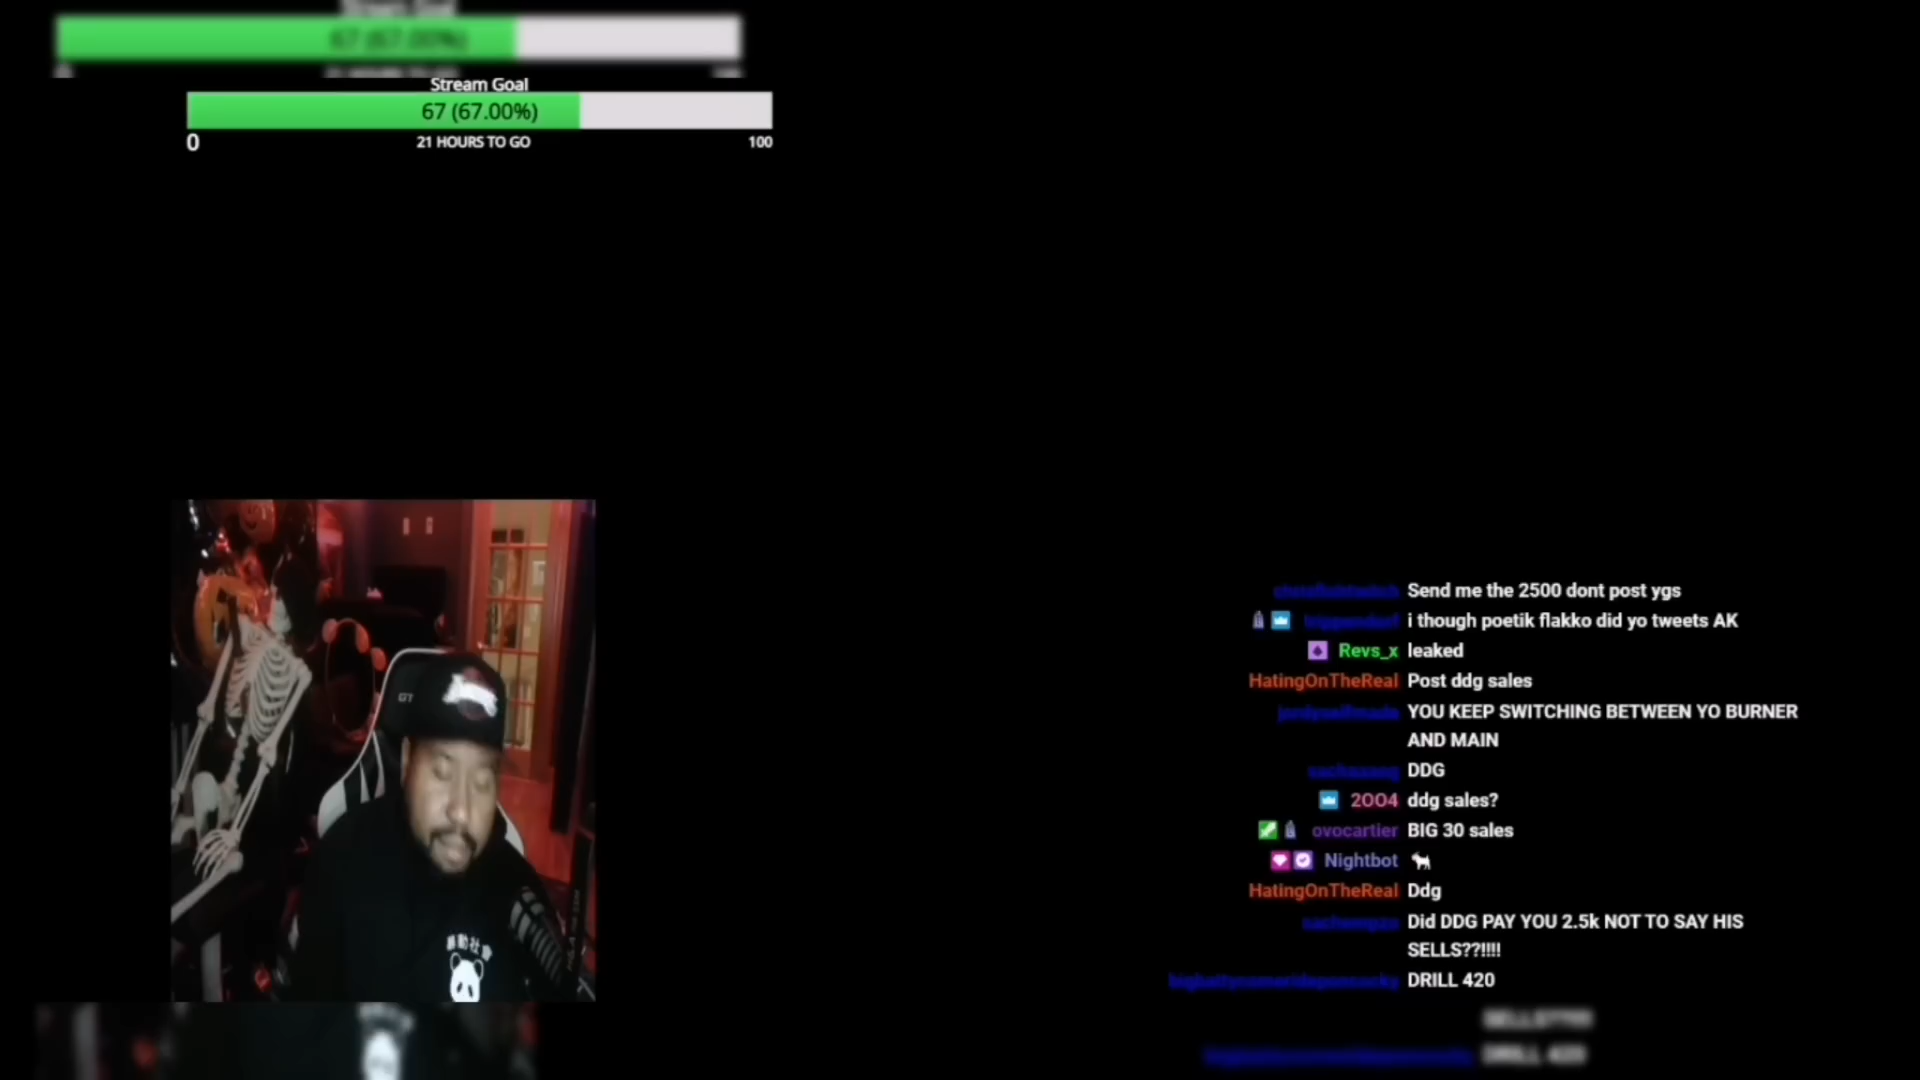 Stream Goal
67 (67.00%)
0 21 HOURS TO GO 100
Send me the 2500 dont post ygs
i though poetik flakko did yo tweets AK
Revs_x leaked
HatingOnTheReal Post ddg sales
YOU KEEP SWITCHING BETWEEN YO BURNER
AND MAIN
DDG
2004 ddg sales?
ovocartier BIG 30 sales
Nightbot
HatingOnTheReal Ddg
Did DDG PAY YOU 2.5k NOT TO SAY HIS
SELLS??!!!!
DRILL 420
GT